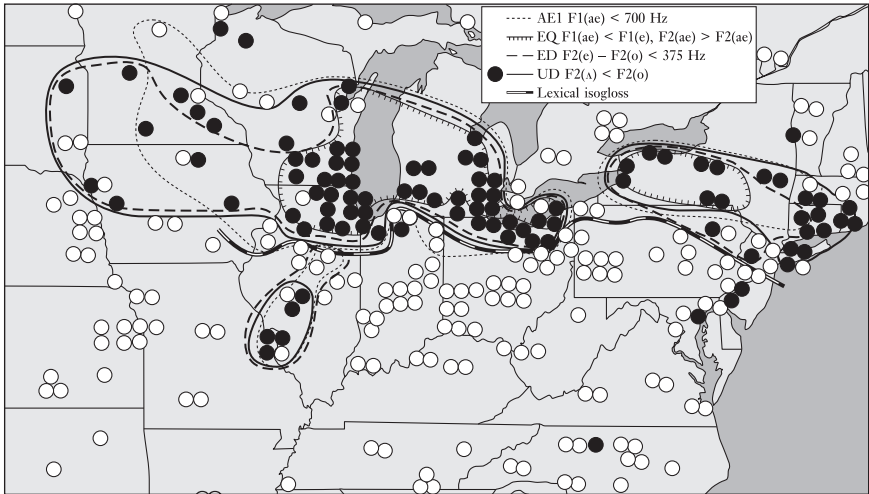 AE1 F1(ae) < 700 Hz
EQ F1(ae) < F1(e), F2(ae) > F2(ae)
ED F2(e) – F2(o) < 375 Hz
UD F2(ʌ) < F2(o)
Lexical isogloss